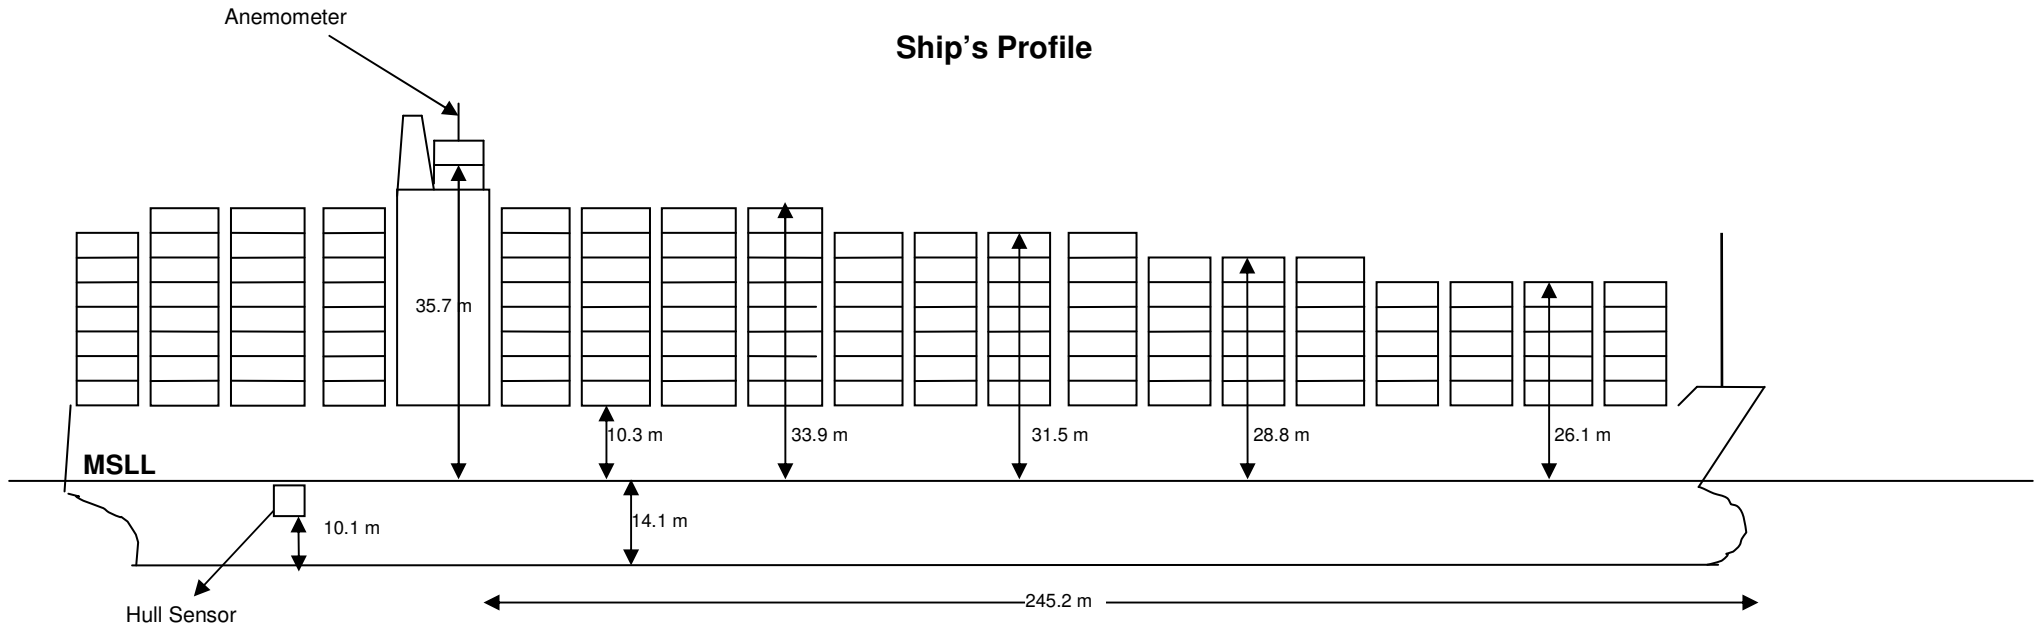 Anemometer
Ship's Profile
35.7 m
10.3 m
33.9 m
31.5 m
28.8 m
26.1 m
MSLL
10.1 m
14.1 m
245.2 m
Hull Sensor